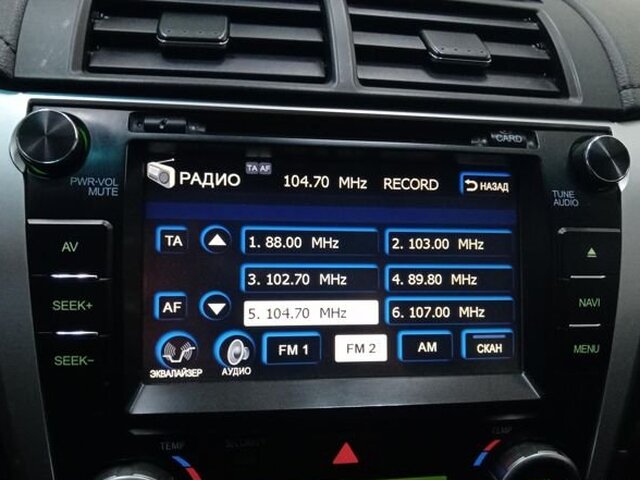 CARD
PWR•VOL
MUTE
РАДИО TA AF 104.70 MHz RECORD НАЗАД
TUNE
AUDIO
AV TA 1. 88.00 MHz 2. 103.00 MHz
3. 102.70 MHz 4. 89.80 MHz
SEEK+ AF 5. 104.70 MHz 6. 107.00 MHz NAVI
SEEK− FM 1 FM 2 AM СКАН MENU
ЭКВАЛАЙЗЕР АУДИО
TEMP SECURITY TEMP